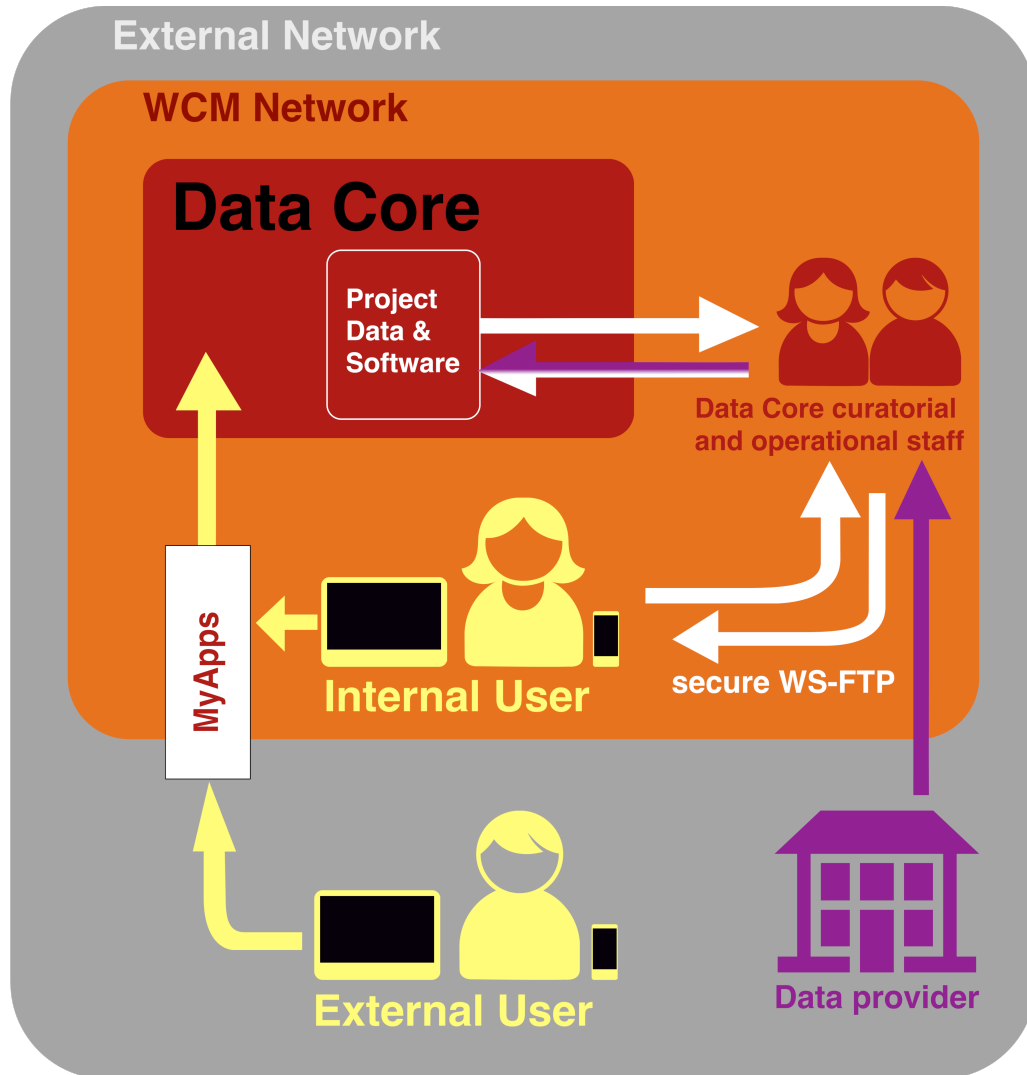 External Network
WCM Network
Data Core
Project
Data &
Software
Data Core curatorial
and operational staff
MyApps
Internal User
secure WS-FTP
External User
Data provider